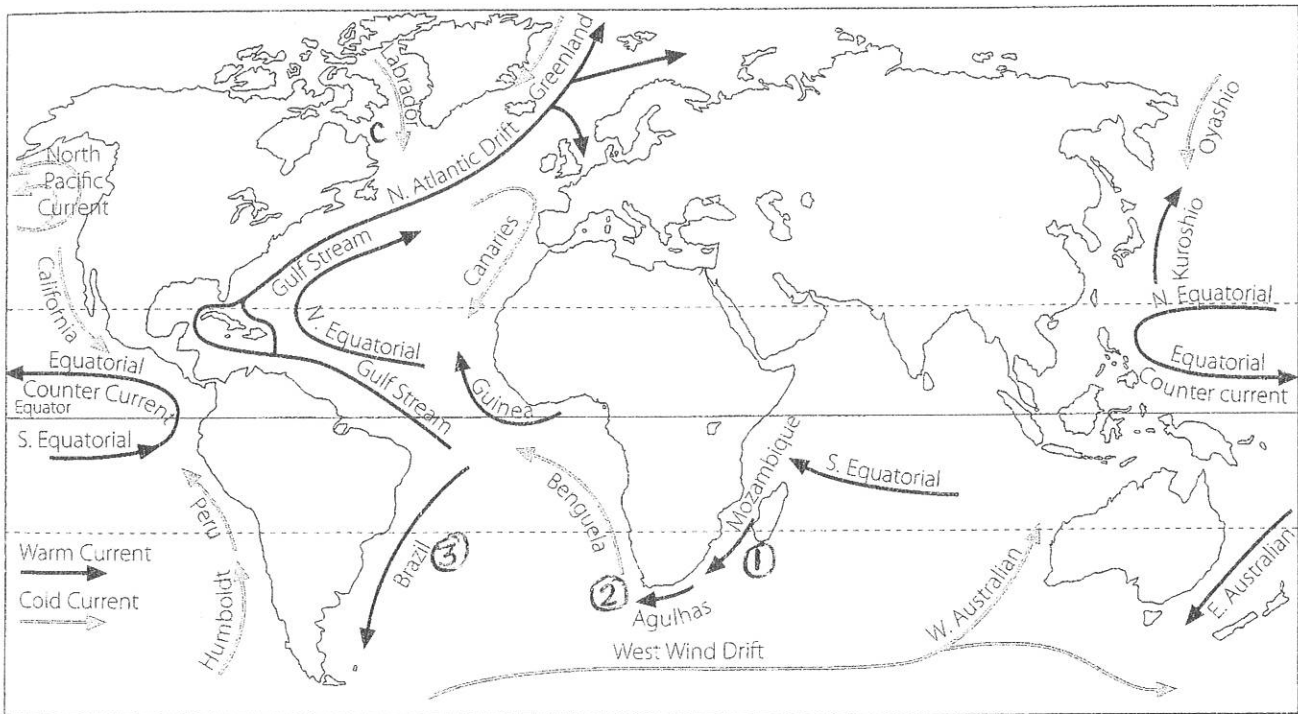 Labrador
Greenland
C
N. Atlantic Drift
Oyashio
North
Pacific
Current
Gulf Stream
Canaries
Kuroshio
California
N. Equatorial
N. Equatorial
Equatorial
Counter Current
Equator
S. Equatorial
Gulf Stream
Guinea
Equatorial
Counter current
Mozambique
S. Equatorial
Benguela
Peru
Warm Current
Brazil
3
1
2
Cold Current
Humboldt
Agulhas
W. Australian
E. Australian
West Wind Drift